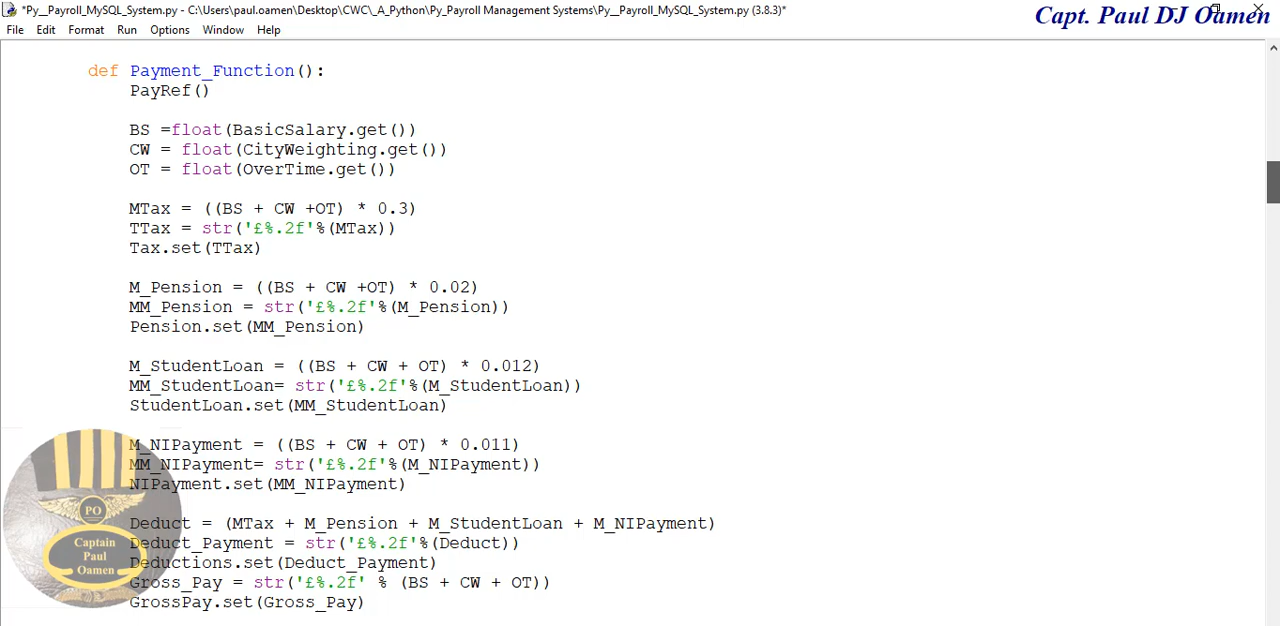 *Py__Payroll_MySQL_System.py - C:\Users\paul.oamen\Desktop\CWC\_A_Python\Py_Payroll Management Systems\Py__Payroll_MySQL_System.py (3.8.3)*
Capt. Paul DJ Oamen
File Edit Format Run Options Window Help
def Payment_Function():
PayRef()
BS =float(BasicSalary.get())
CW = float(CityWeighting.get())
OT = float(OverTime.get())
MTax = ((BS + CW +OT) * 0.3)
TTax = str('£%.2f'%(MTax))
Tax.set(TTax)
M_Pension = ((BS + CW +OT) * 0.02)
MM_Pension = str('£%.2f'%(M_Pension))
Pension.set(MM_Pension)
M_StudentLoan = ((BS + CW + OT) * 0.012)
MM_StudentLoan= str('£%.2f'%(M_StudentLoan))
StudentLoan.set(MM_StudentLoan)
M_NIPayment = ((BS + CW + OT) * 0.011)
MM_NIPayment= str('£%.2f'%(M_NIPayment))
NIPayment.set(MM_NIPayment)
Deduct = (MTax + M_Pension + M_StudentLoan + M_NIPayment)
Deduct_Payment = str('£%.2f'%(Deduct))
Deductions.set(Deduct_Payment)
Gross_Pay = str('£%.2f' % (BS + CW + OT))
GrossPay.set(Gross_Pay)
PO
Captain
Paul
Oamen